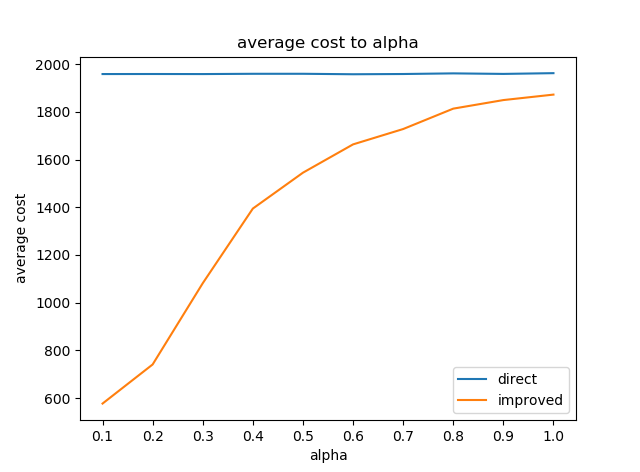 average cost to alpha
2000
1800
1600
1400
1200
1000
800
600
average cost
0.1 0.2 0.3 0.4 0.5 0.6 0.7 0.8 0.9 1.0
alpha
direct
improved